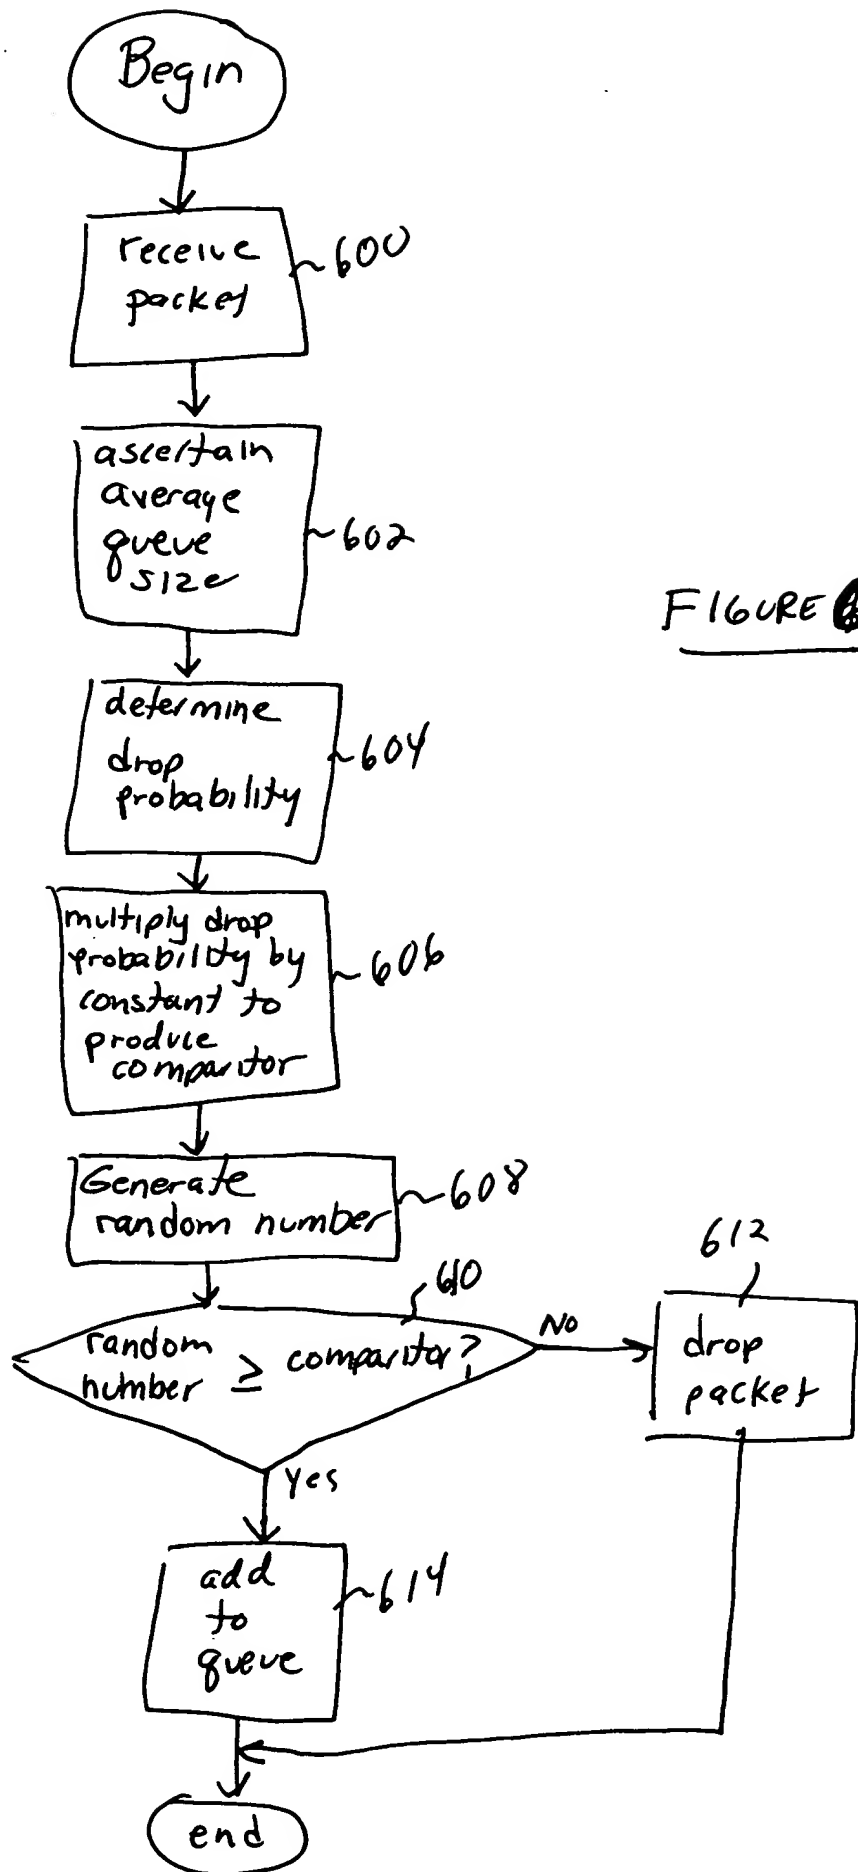 Begin
receive
packet
600
ascertain
average
queue
size
602
FIGURE
determine
drop
probability
604
multiply drop
probability by
constant to
produce
comparitor
606
Generate
random number
608
610
612
random
number ≥ comparitor?
No
drop
packet
Yes
add
to
queue
614
end